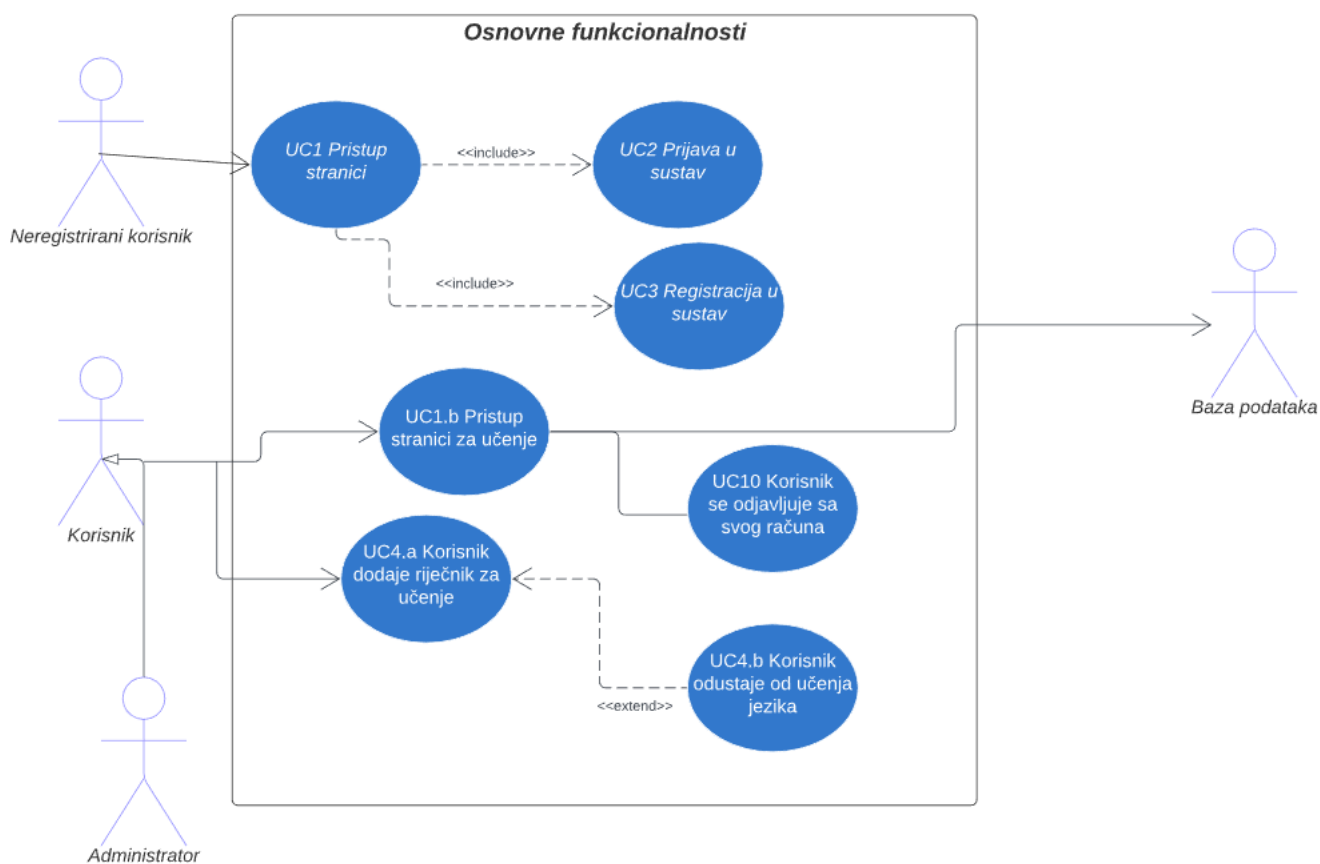 Osnovne funkcionalnosti
UC1 Pristup
stranici
<<include>>
UC2 Prijava u
sustav
Neregistrirani korisnik
<<include>>
UC3 Registracija u
sustav
Baza podataka
UC1.b Pristup
stranici za učenje
Korisnik
UC10 Korisnik
se odjavljuje sa
svog računa
UC4.a Korisnik
dodaje riječnik za
učenje
UC4.b Korisnik
odustaje od učenja
jezika
<<extend>>
Administrator